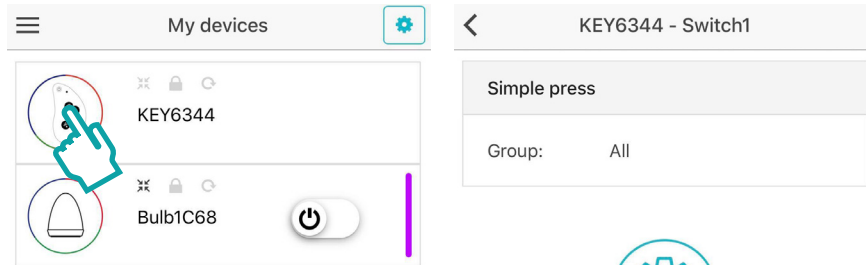 My devices
KEY6344
Bulb1C68
KEY6344 - Switch1
Simple press
Group: All